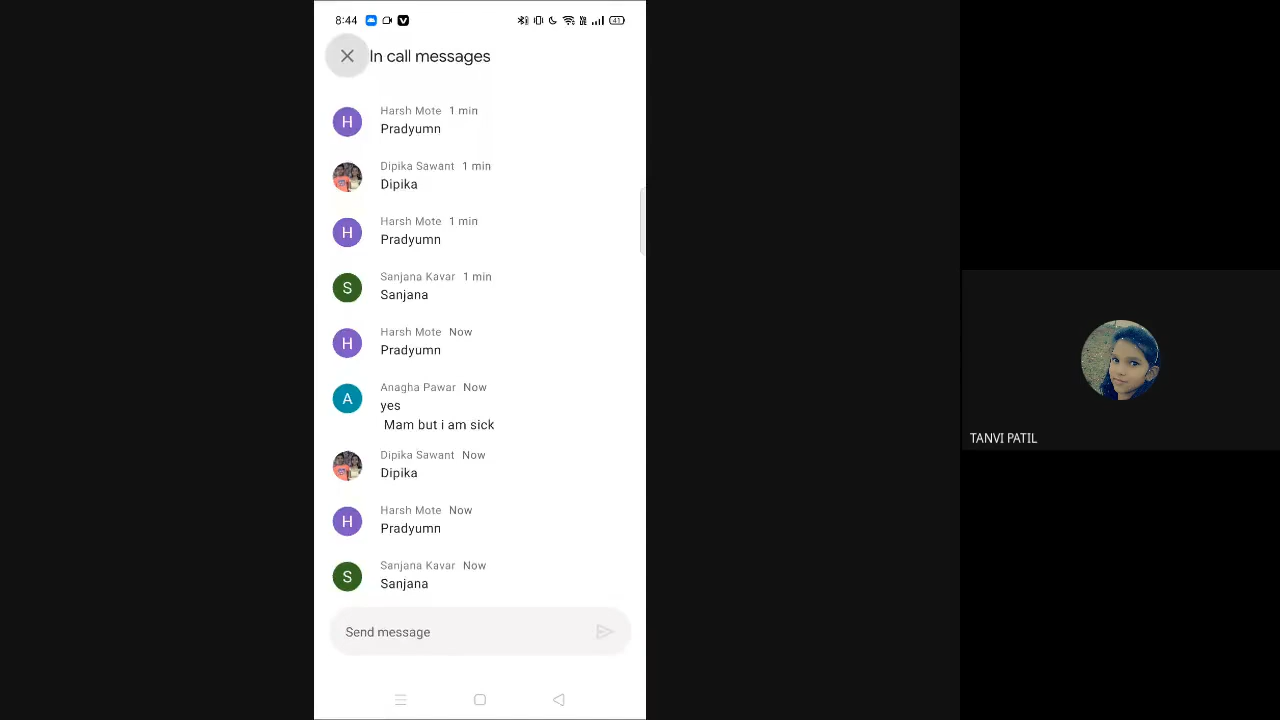 8:44
41
In call messages
H
Harsh Mote 1 min
Pradyumn
Dipika Sawant 1 min
Dipika
H
Harsh Mote 1 min
Pradyumn
S
Sanjana Kavar 1 min
Sanjana
H
Harsh Mote Now
Pradyumn
A
Anagha Pawar Now
yes
Mam but i am sick
Dipika Sawant Now
Dipika
H
Harsh Mote Now
Pradyumn
S
Sanjana Kavar Now
Sanjana
Send message
TANVI PATIL